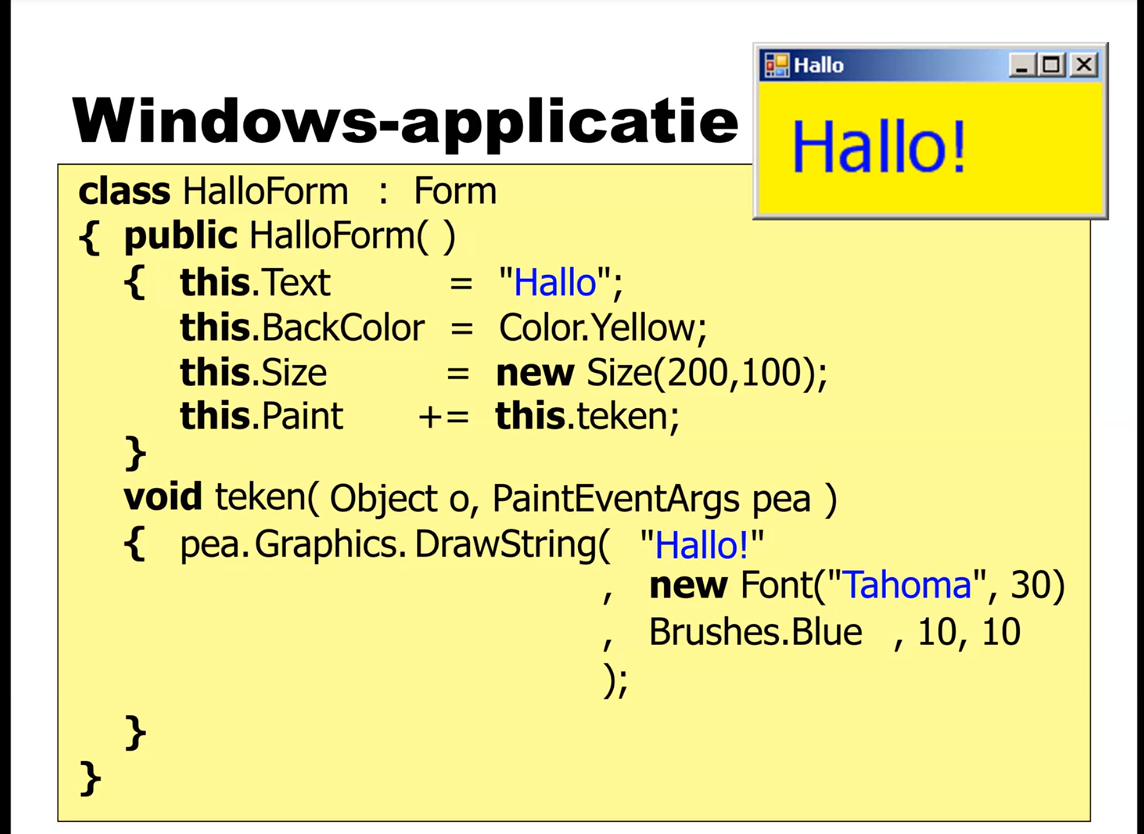 Hallo
Hallo!
Windows-applicatie
class HalloForm : Form
{ public HalloForm( )
{ this.Text = "Hallo";
this.BackColor = Color.Yellow;
this.Size = new Size(200,100);
this.Paint += this.teken;
}
void teken( Object o, PaintEventArgs pea )
{ pea.Graphics. DrawString( "Hallo!"
, new Font("Tahoma", 30)
, Brushes.Blue , 10, 10
);
}
}